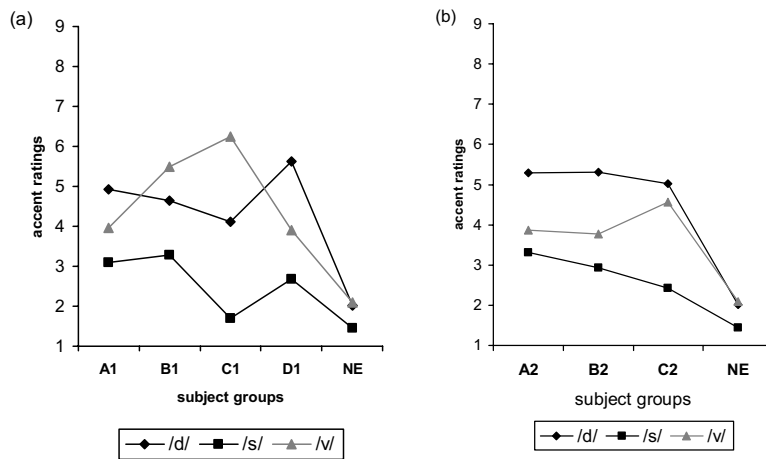 (a)
9
8
7
6
5
4
3
2
1
accent ratings
A1 B1 C1 D1 NE
subject groups
/d/ /s/ /v/
(b)
9
8
7
6
5
4
3
2
1
accent ratings
A2 B2 C2 NE
subject groups
/d/ /s/ /v/